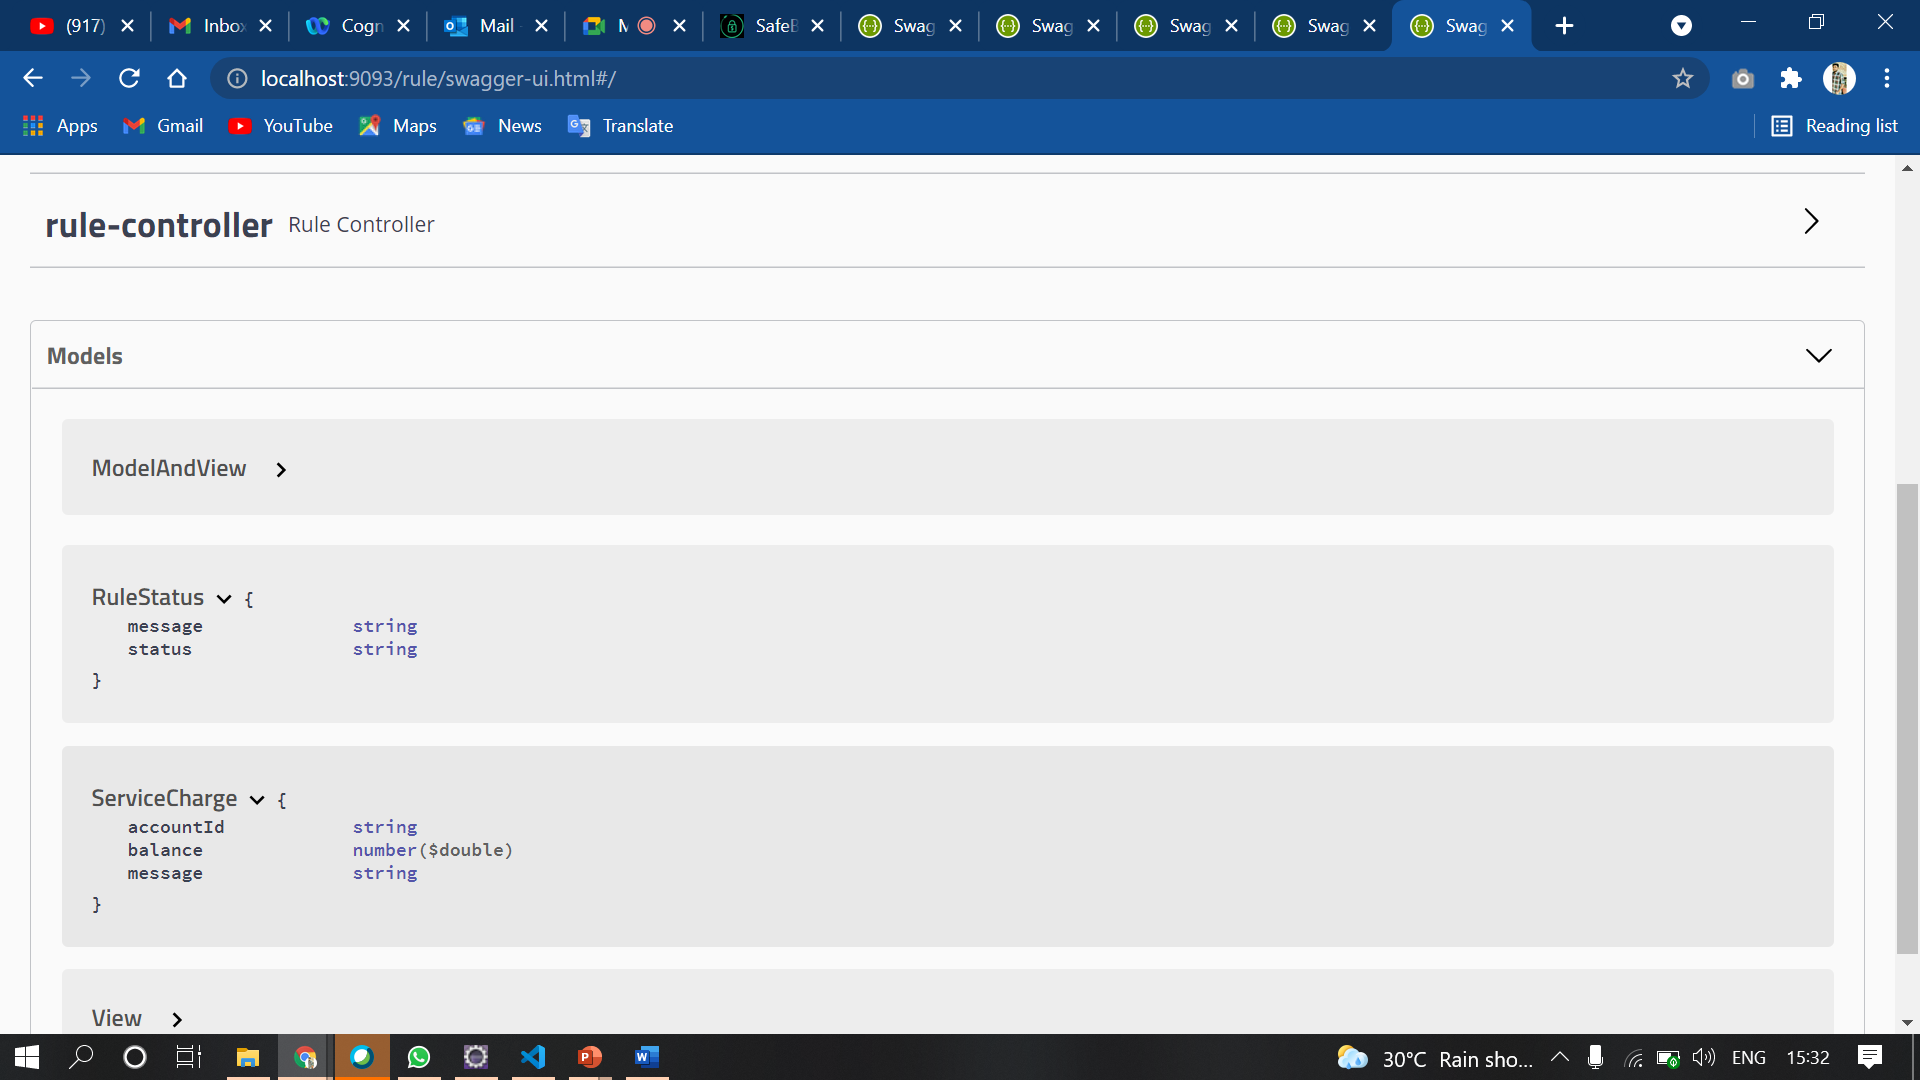 (917) Inbo Cogn Mail M SafeE Swag Swag Swag Swag Swag
localhost:9093/rule/swagger-ui.html#/
Apps Gmail YouTube Maps News Translate Reading list
rule-controller Rule Controller
Models
ModelAndView
RuleStatus {
message string
status string
}
ServiceCharge {
accountId string
balance number($double)
message string
}
View
30°C Rain sho... ENG 15:32